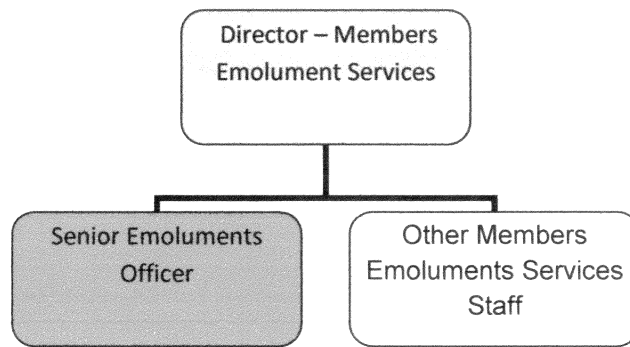 Director – Members
Emolument Services
Senior Emoluments
Officer
Other Members
Emoluments Services
Staff